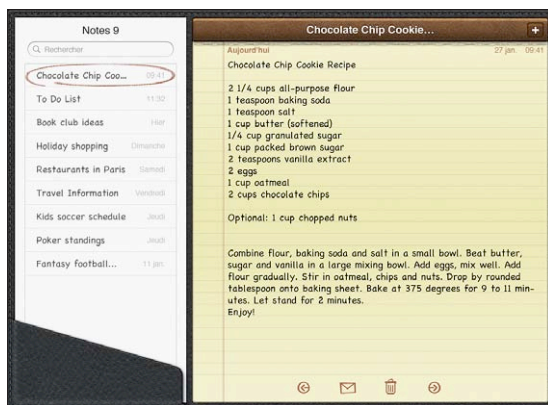 Notes 9
Rechercher
Chocolate Chip Coo... 09:41
To Do List 11:32
Book club ideas Hier
Holiday shopping Dimanche
Restaurants in Paris Samedi
Travel Information Vendredi
Kids soccer schedule Jeudi
Poker standings Jeudi
Fantasy football... 11 jan.
Chocolate Chip Cookie...
+
Aujourd'hui 27 jan. 09:41
Chocolate Chip Cookie Recipe
2 1/4 cups all-purpose flour
1 teaspoon baking soda
1 teaspoon salt
1 cup butter (softened)
1/4 cup granulated sugar
1 cup packed brown sugar
2 teaspoons vanilla extract
2 eggs
1 cup oatmeal
2 cups chocolate chips
Optional: 1 cup chopped nuts
Combine flour, baking soda and salt in a small bowl. Beat butter,
sugar and vanilla in a large mixing bowl. Add eggs, mix well. Add
flour gradually. Stir in oatmeal, chips and nuts. Drop by rounded
tablespoon onto baking sheet. Bake at 375 degrees for 9 to 11 min-
utes. Let stand for 2 minutes.
Enjoy!